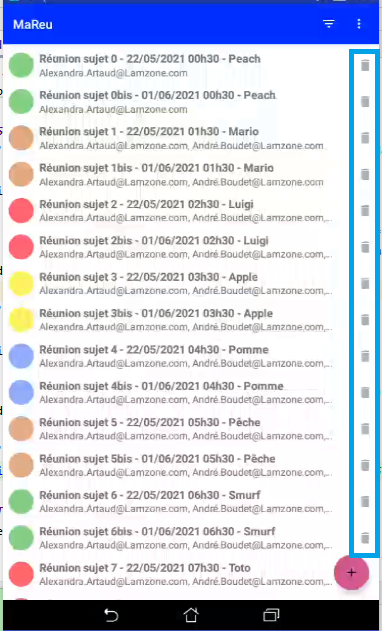 MaReu
Réunion sujet 0 - 22/05/2021 00h30 - Peach
Alexandra.Artaud@Lamzone.com
Réunion sujet 0bis - 01/06/2021 00h30 - Peach
Alexandra.Artaud@Lamzone.com
Réunion sujet 1 - 22/05/2021 01h30 - Mario
Alexandra.Artaud@Lamzone.com, André.Boudet@Lamzone.com
Réunion sujet 1bis - 01/06/2021 01h30 - Mario
Alexandra.Artaud@Lamzone.com, André.Boudet@Lamzone.com
Réunion sujet 2 - 22/05/2021 02h30 - Luigi
Alexandra.Artaud@Lamzone.com, André.Boudet@Lamzone.com,...
Réunion sujet 2bis - 01/06/2021 02h30 - Luigi
Alexandra.Artaud@Lamzone.com, André.Boudet@Lamzone.com,...
Réunion sujet 3 - 22/05/2021 03h30 - Apple
Alexandra.Artaud@Lamzone.com, André.Boudet@Lamzone.com,...
Réunion sujet 3bis - 01/06/2021 03h30 - Apple
Alexandra.Artaud@Lamzone.com, André.Boudet@Lamzone.com,...
Réunion sujet 4 - 22/05/2021 04h30 - Pomme
Alexandra.Artaud@Lamzone.com, André.Boudet@Lamzone.com,...
Réunion sujet 4bis - 01/06/2021 04h30 - Pomme
Alexandra.Artaud@Lamzone.com, André.Boudet@Lamzone.com,...
Réunion sujet 5 - 22/05/2021 05h30 - Pêche
Alexandra.Artaud@Lamzone.com, André.Boudet@Lamzone.com,...
Réunion sujet 5bis - 01/06/2021 05h30 - Pêche
Alexandra.Artaud@Lamzone.com, André.Boudet@Lamzone.com,...
Réunion sujet 6 - 22/05/2021 06h30 - Smurf
Alexandra.Artaud@Lamzone.com, André.Boudet@Lamzone.com,...
Réunion sujet 6bis - 01/06/2021 06h30 - Smurf
Alexandra.Artaud@Lamzone.com, André.Boudet@Lamzone.com,...
Réunion sujet 7 - 22/05/2021 07h30 - Toto
Alexandra.Artaud@Lamzone.com, André.Boudet@Lamzone.com,...